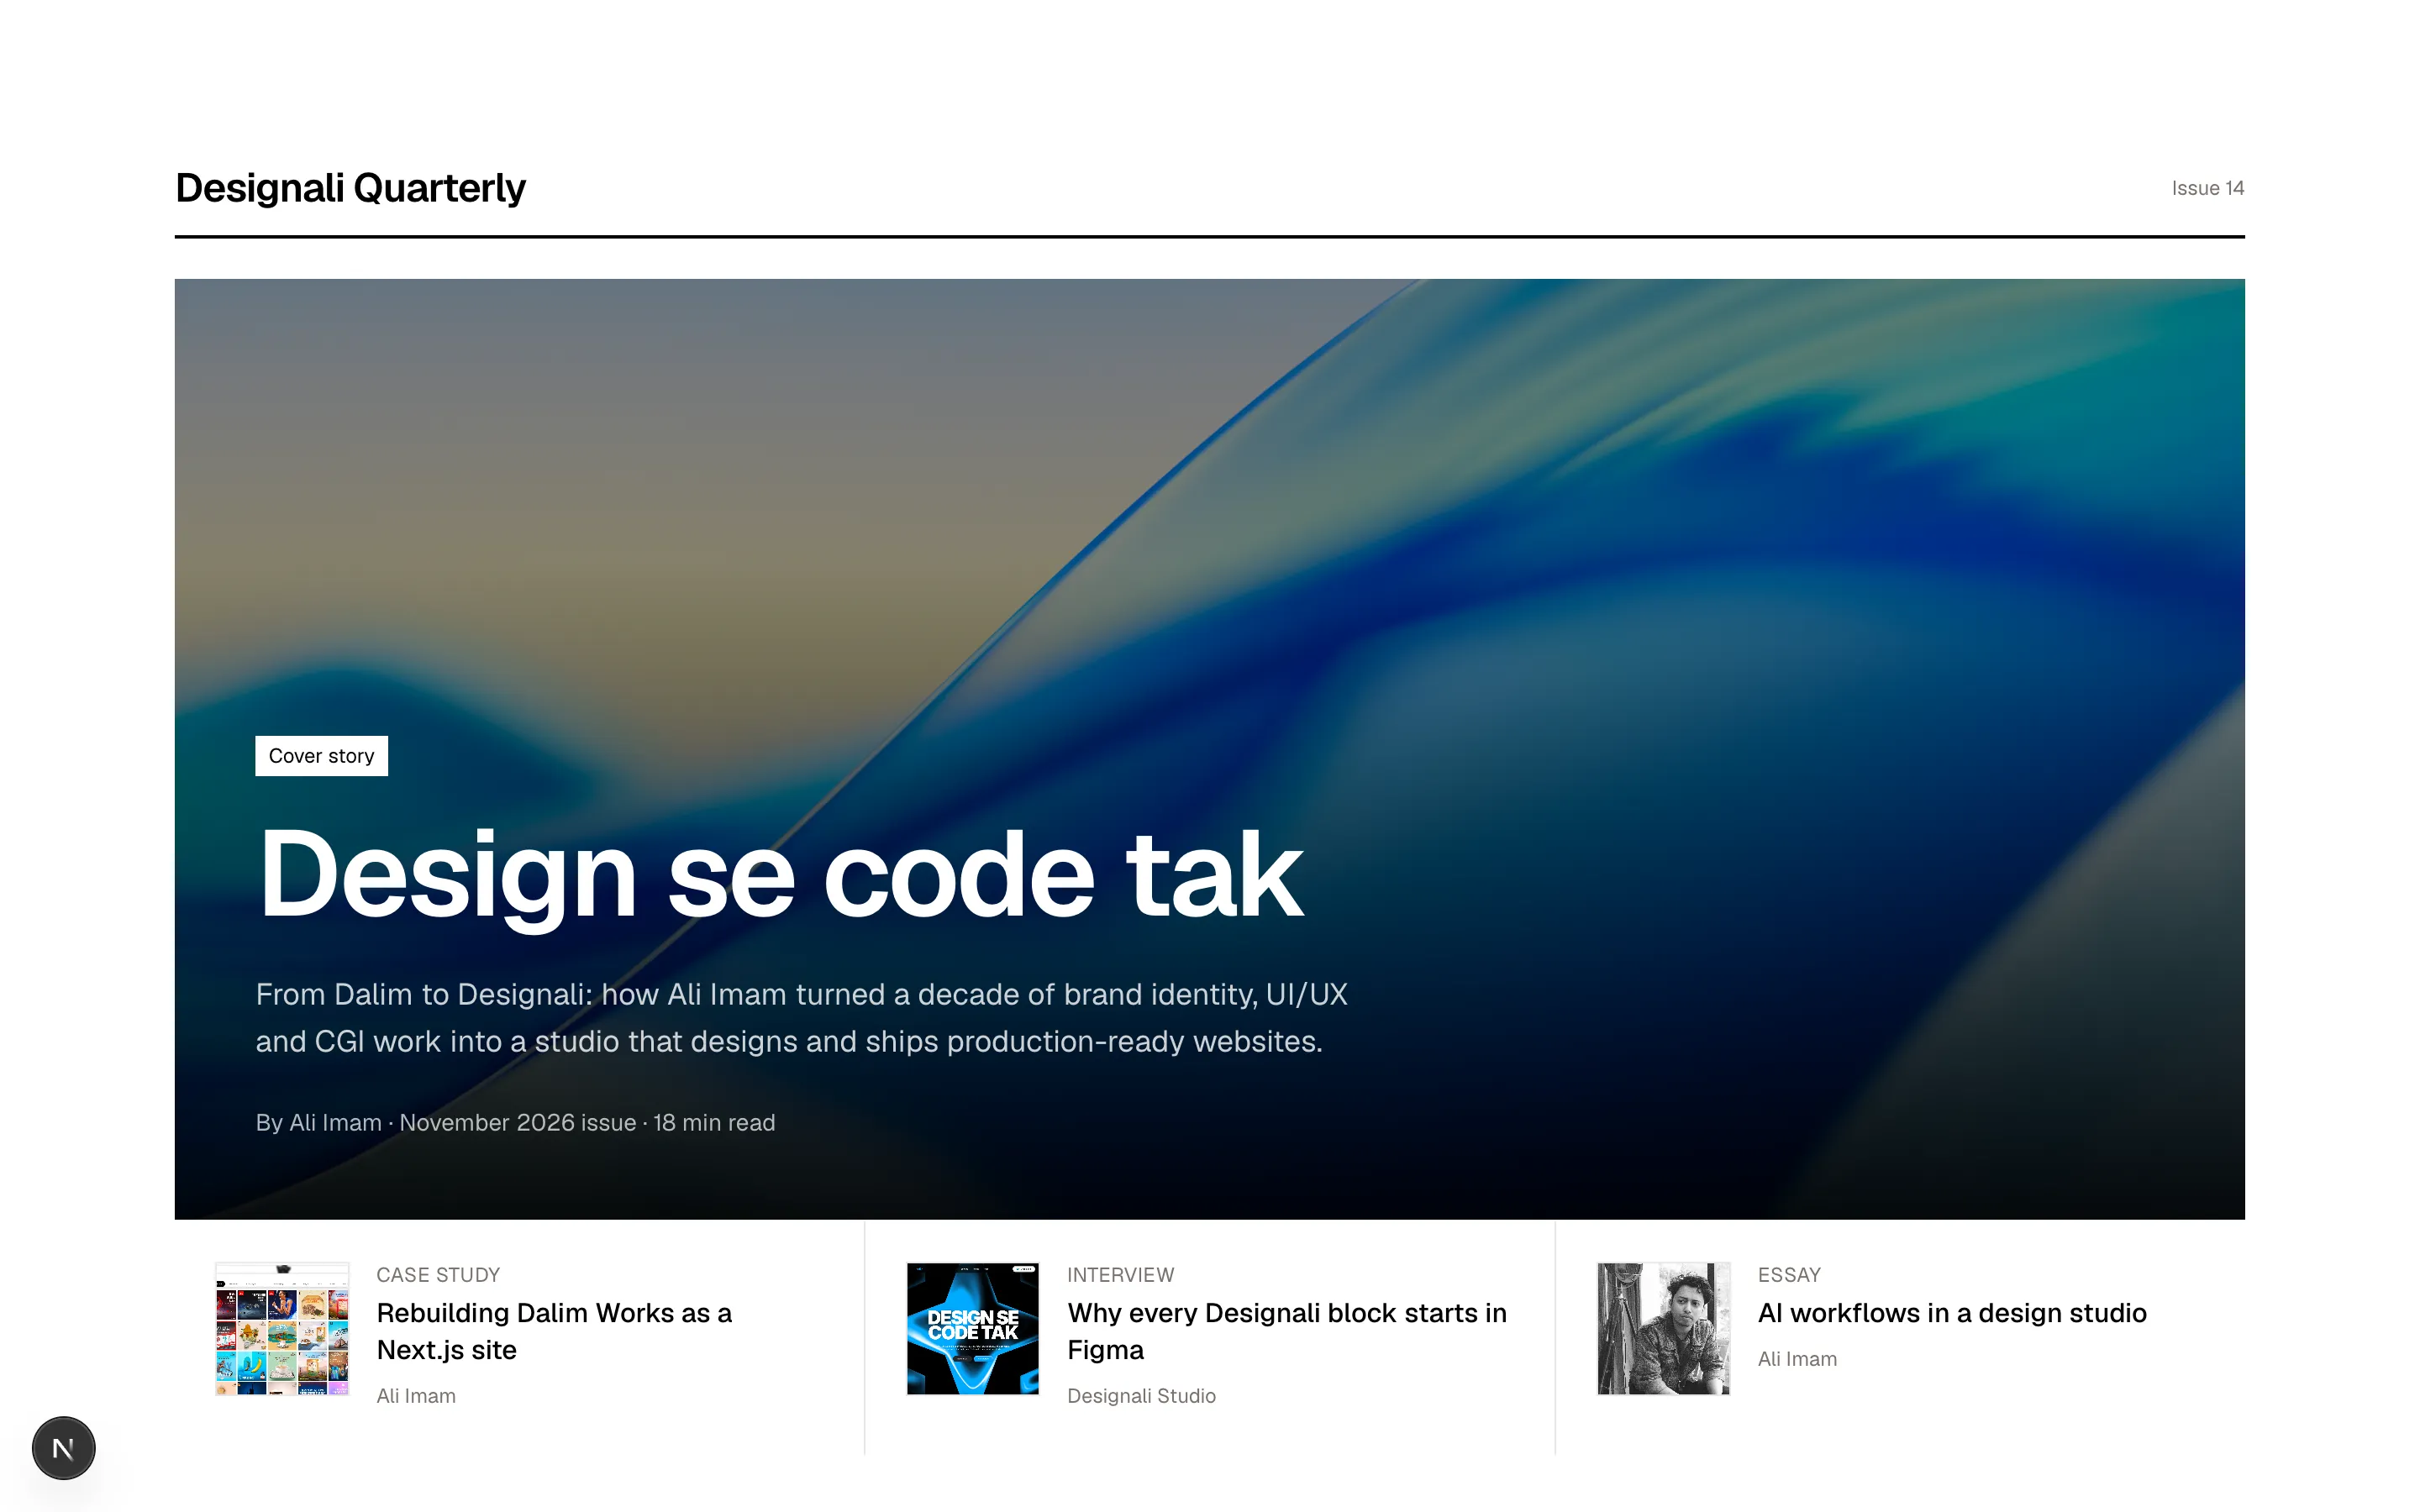 Designali Quarterly
Issue 14
Cover story
Design se code tak
From Dalim to Designali: how Ali Imam turned a decade of brand identity, UI/UX
and CGI work into a studio that designs and ships production-ready websites.
By Ali Imam · November 2026 issue · 18 min read
CASE STUDY
Rebuilding Dalim Works as a
Next.js site
Ali Imam
DESIGN SE
CODE TAK
INTERVIEW
Why every Designali block starts in
Figma
Designali Studio
ESSAY
AI workflows in a design studio
Ali Imam
N